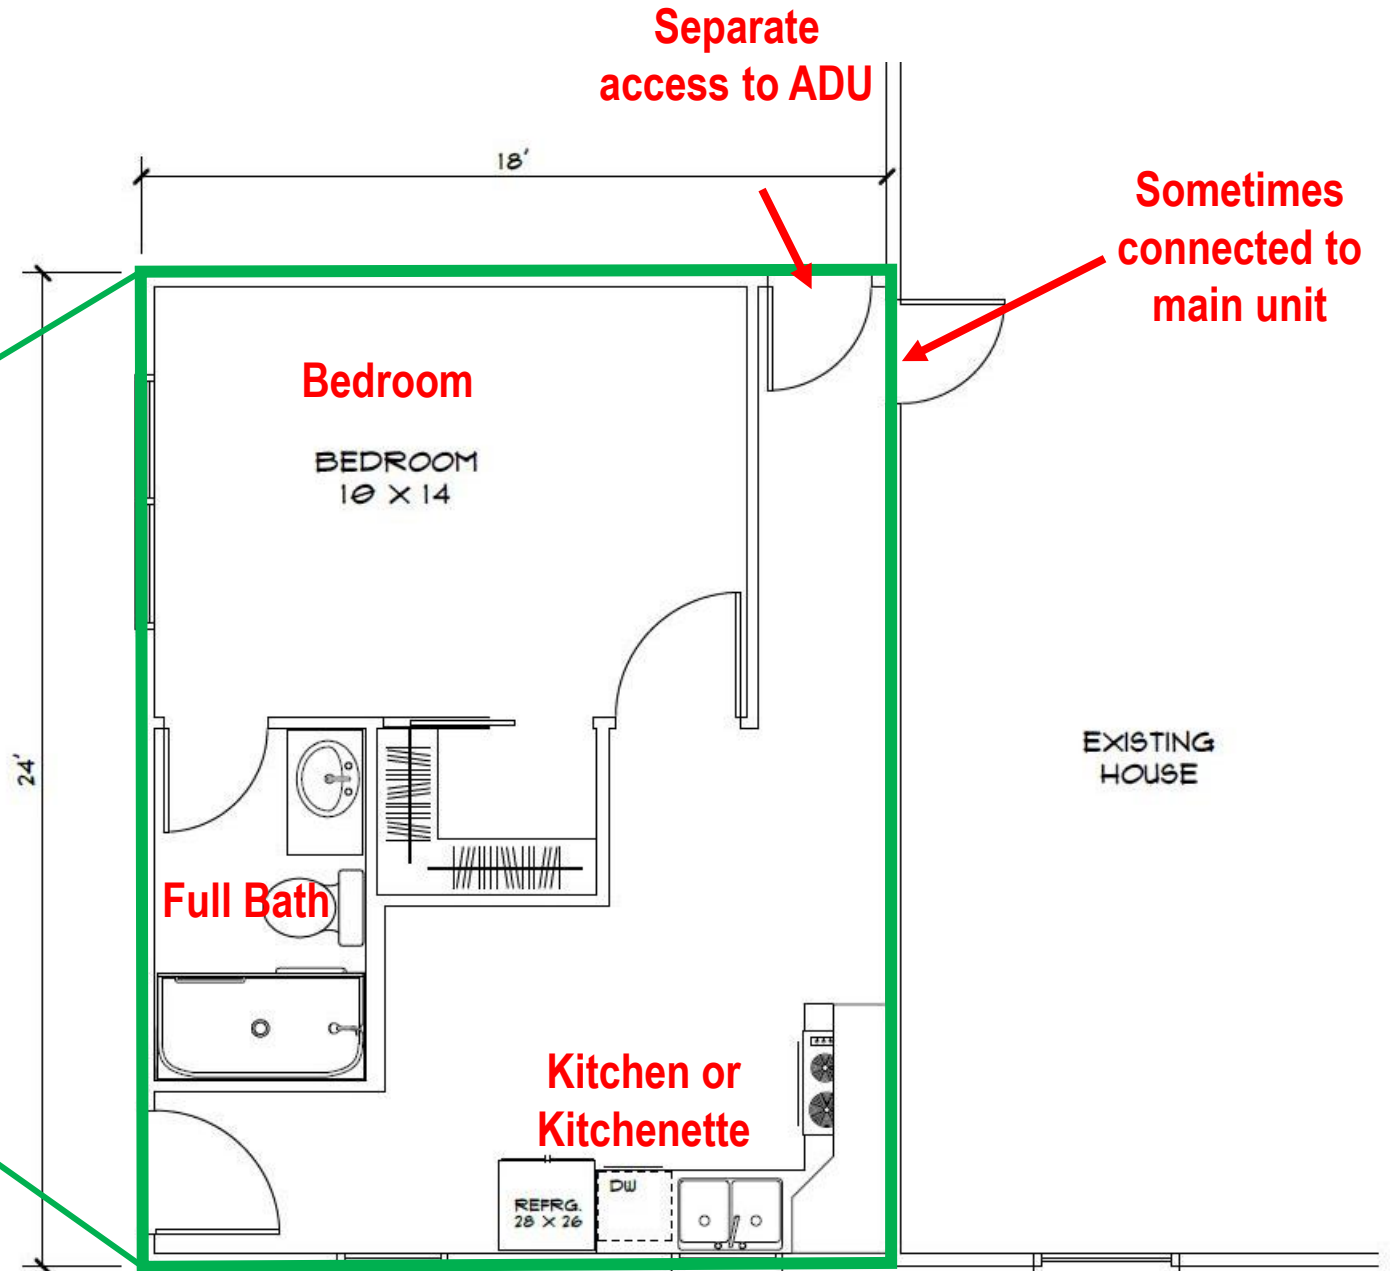 Separate
access to ADU
18'
Sometimes
connected to
main unit
Bedroom
BEDROOM
10 X 14
24'
EXISTING
HOUSE
Full Bath
Kitchen or
Kitchenette
DW
REFRG.
28 X 26